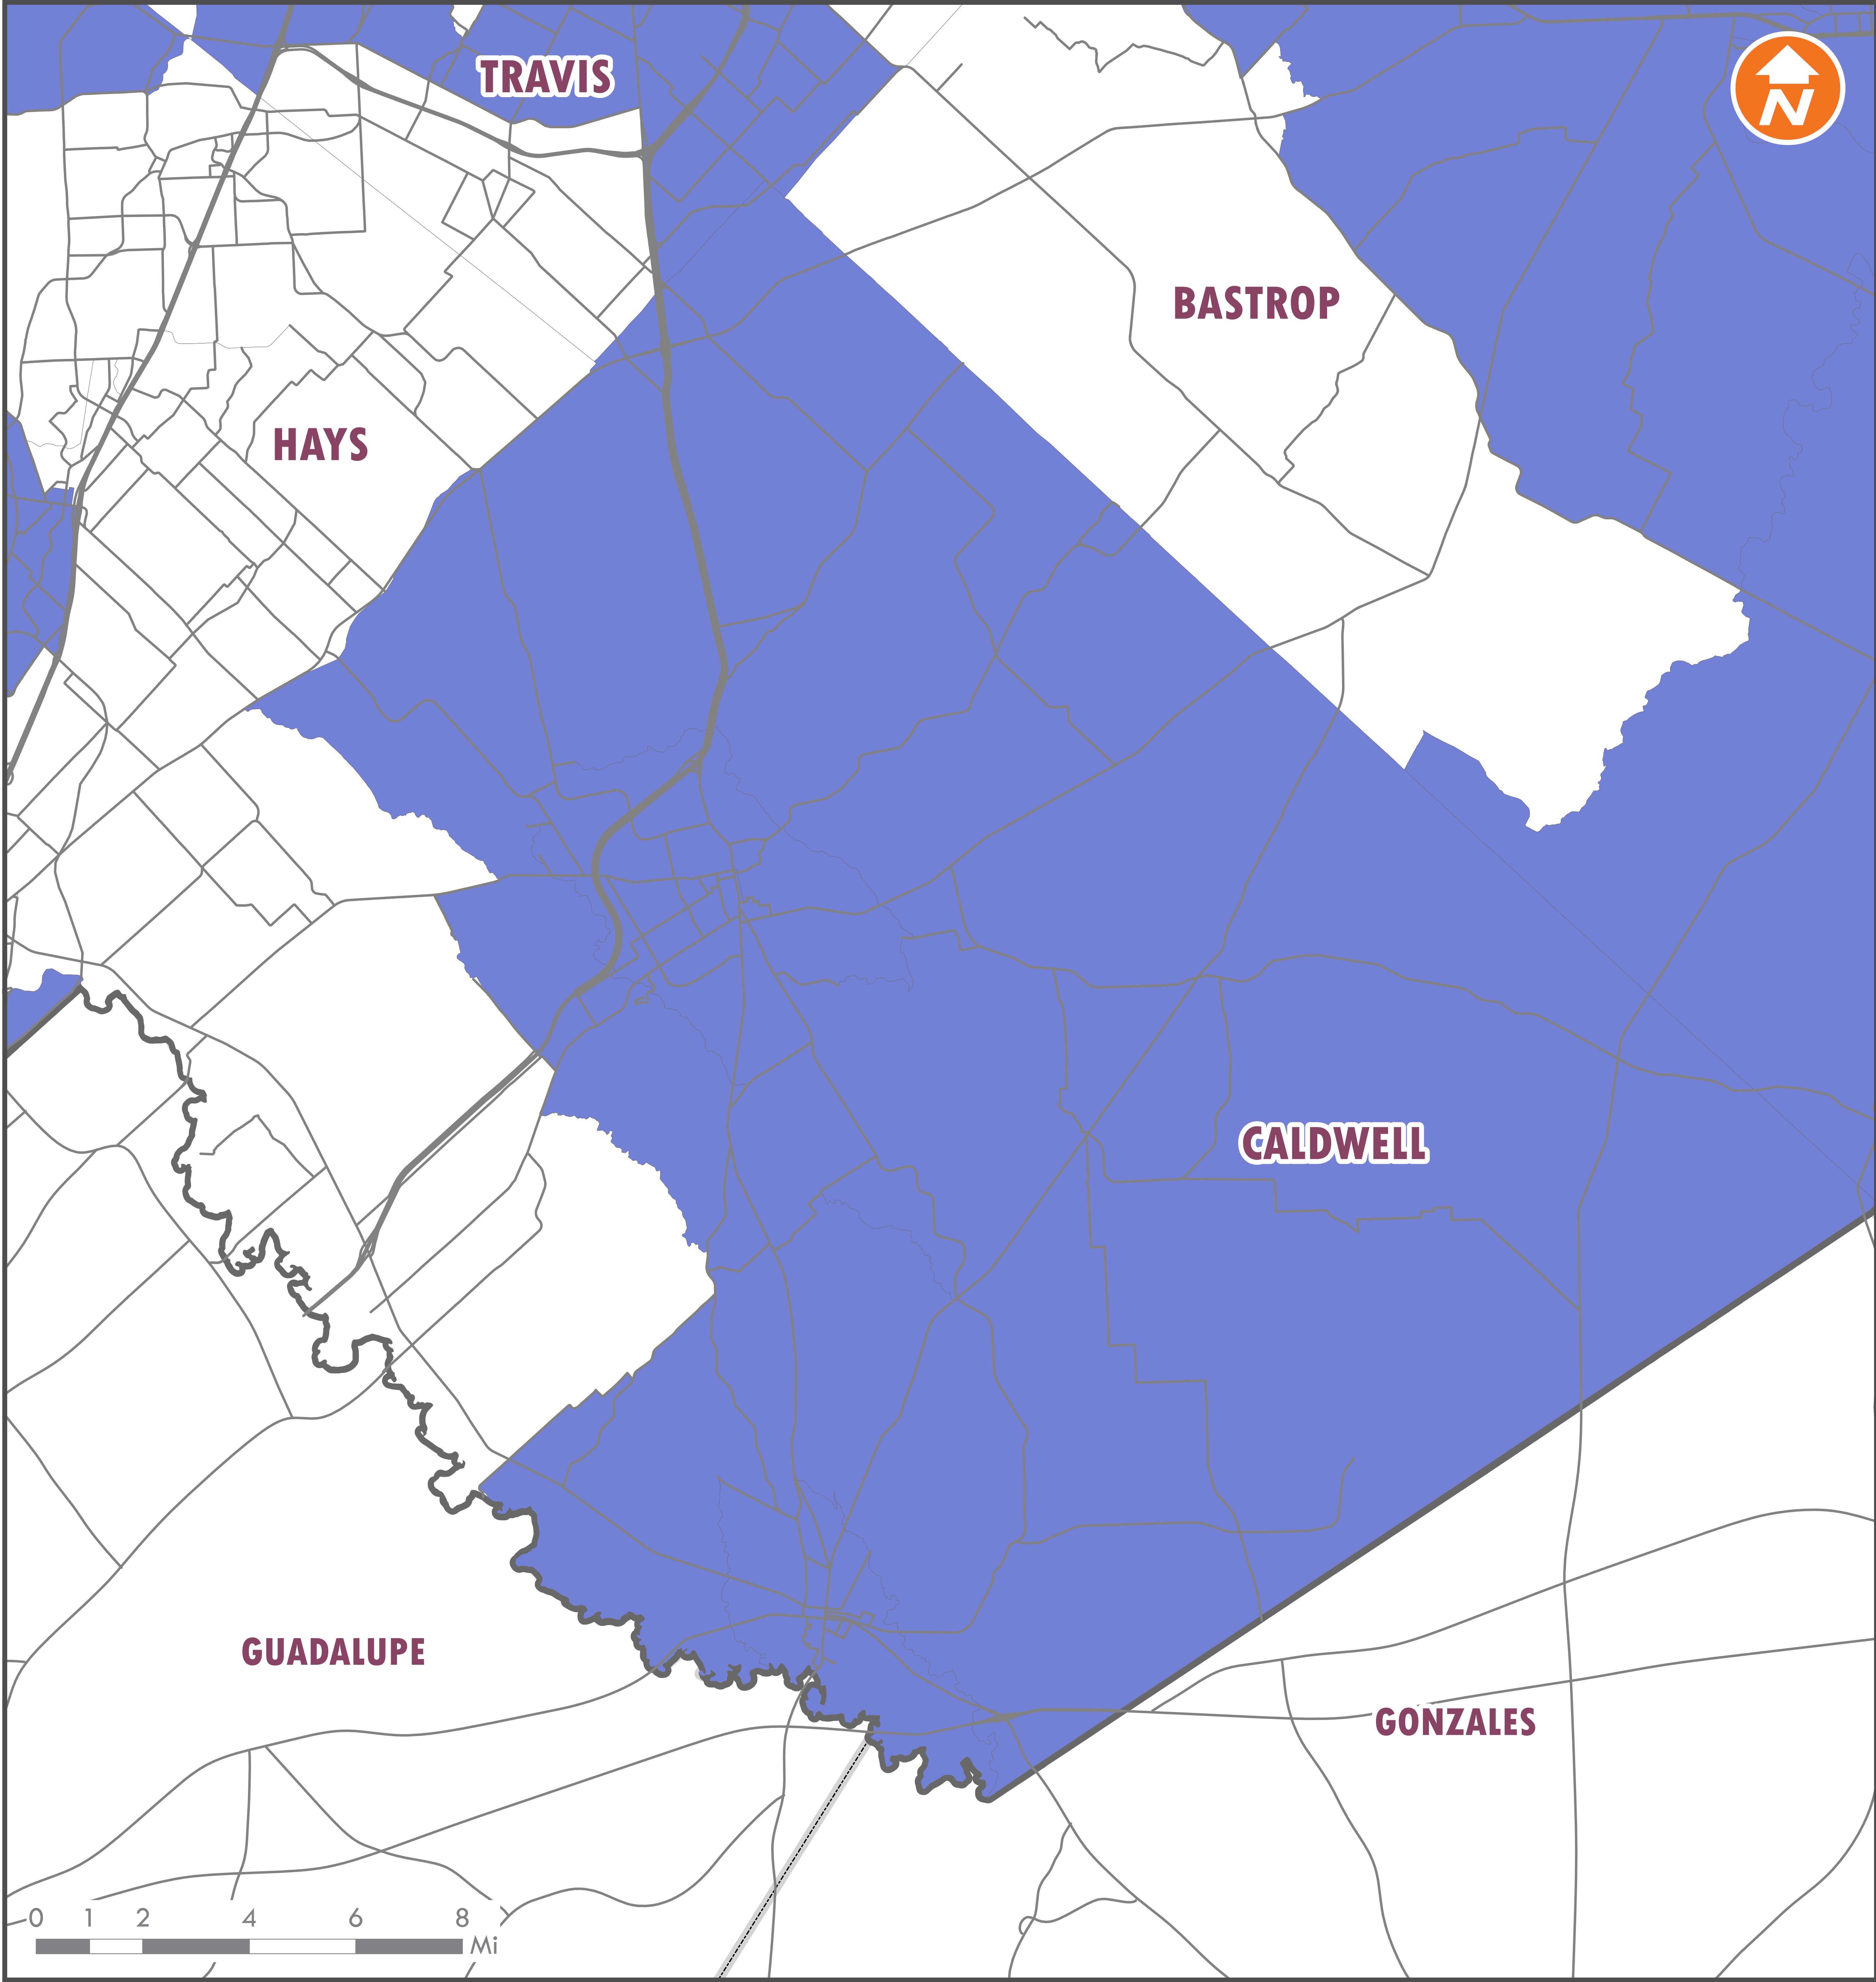 TRAVIS
N
BASTROP
HAYS
CALDWELL
GUADALUPE
GONZALES
0 1 2 4 6 8
Mi